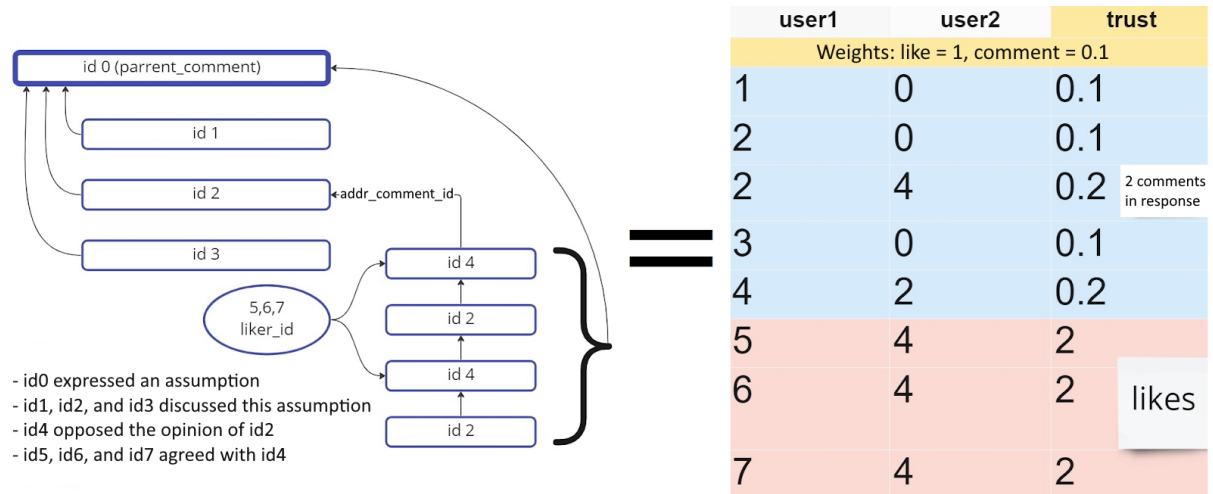 id 0 (parrent_comment)
id 1
id 2
addr_comment_id
id 3
id 4
5,6,7
liker_id
id 2
id 4
id 2
- id0 expressed an assumption
- id1, id2, and id3 discussed this assumption
- id4 opposed the opinion of id2
- id5, id6, and id7 agreed with id4
user1 user2 trust
Weights: like = 1, comment = 0.1
1 0 0.1
2 0 0.1
2 4 0.2
2 comments
in response
3 0 0.1
4 2 0.2
5 4 2
6 4 2
likes
7 4 2